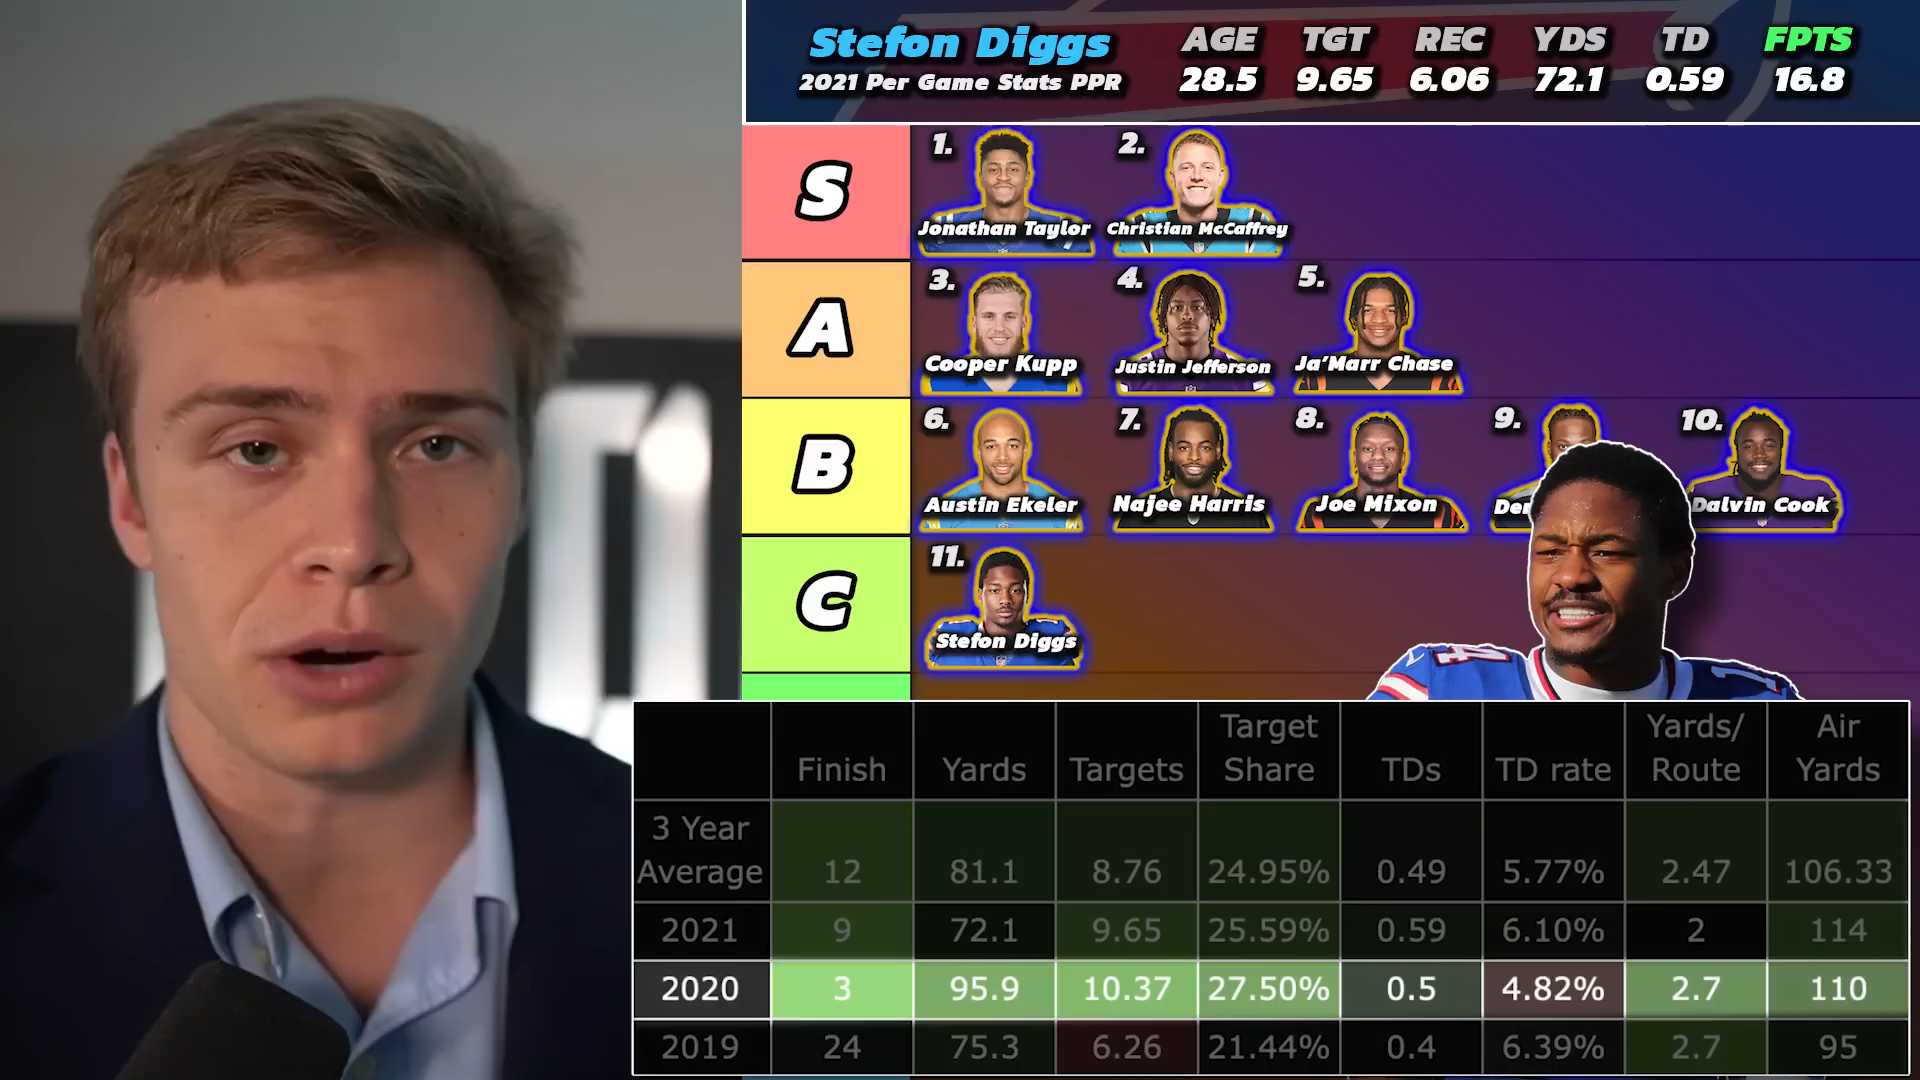 Stefon Diggs
2021 Per Game Stats PPR
AGE TGT REC YDS TD FPTS
28.5 9.65 6.06 72.1 0.59 16.8
S
1. 2.
Jonathan Taylor Christian McCaffrey
A
3. 4. 5.
Cooper Kupp Justin Jefferson Ja'Marr Chase
B
6. 7. 8. 9. 10.
Austin Ekeler Najee Harris Joe Mixon Der Dalvin Cook
C
11.
Stefon Diggs
14 1
Finish Yards Targets Target Share TDs TD rate Yards/ Route Air Yards
3 Year Average 12 81.1 8.76 24.95% 0.49 5.77% 2.47 106.33
2021 9 72.1 9.65 25.59% 0.59 6.10% 2 114
2020 3 95.9 10.37 27.50% 0.5 4.82% 2.7 110
2019 24 75.3 6.26 21.44% 0.4 6.39% 2.7 95